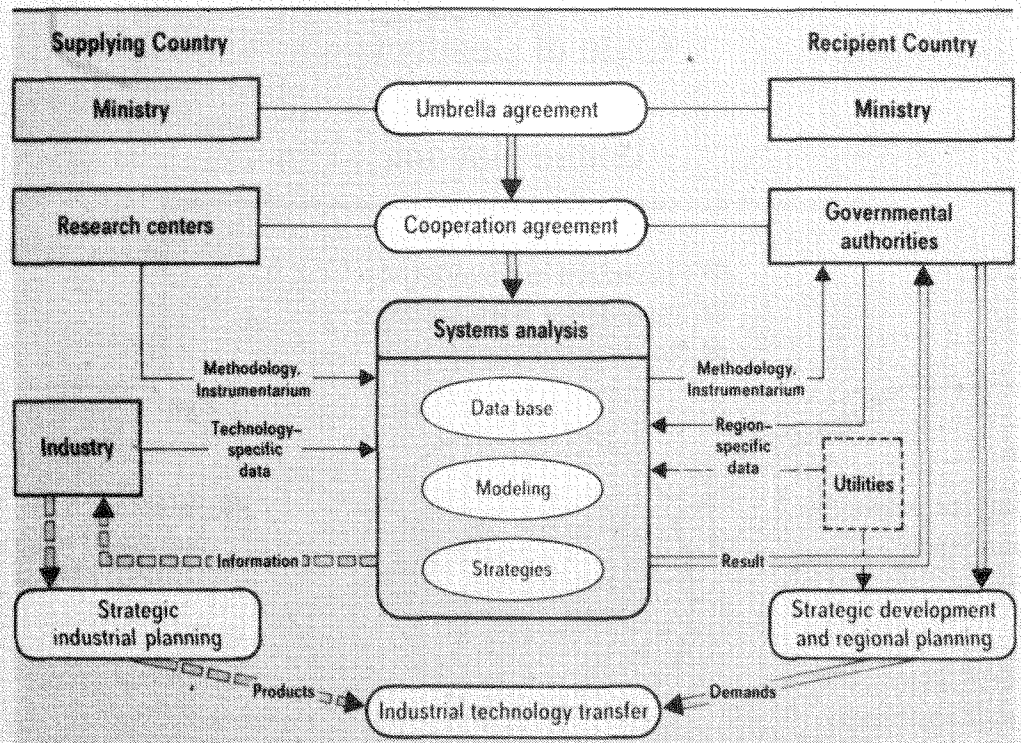 Supplying Country
Recipient Country
Ministry
Umbrella agreement
Ministry
Research centers
Cooperation agreement
Governmental
authorities
Systems analysis
Methodology,
Instrumentarium
Methodology,
Instrumentarium
Data base
Industry
Technology-
specific
data
Region-
specific
data
Modeling
Utilities
Information
Strategies
Result
Strategic
industrial planning
Strategic development
and regional planning
Products
Demands
Industrial technology transfer